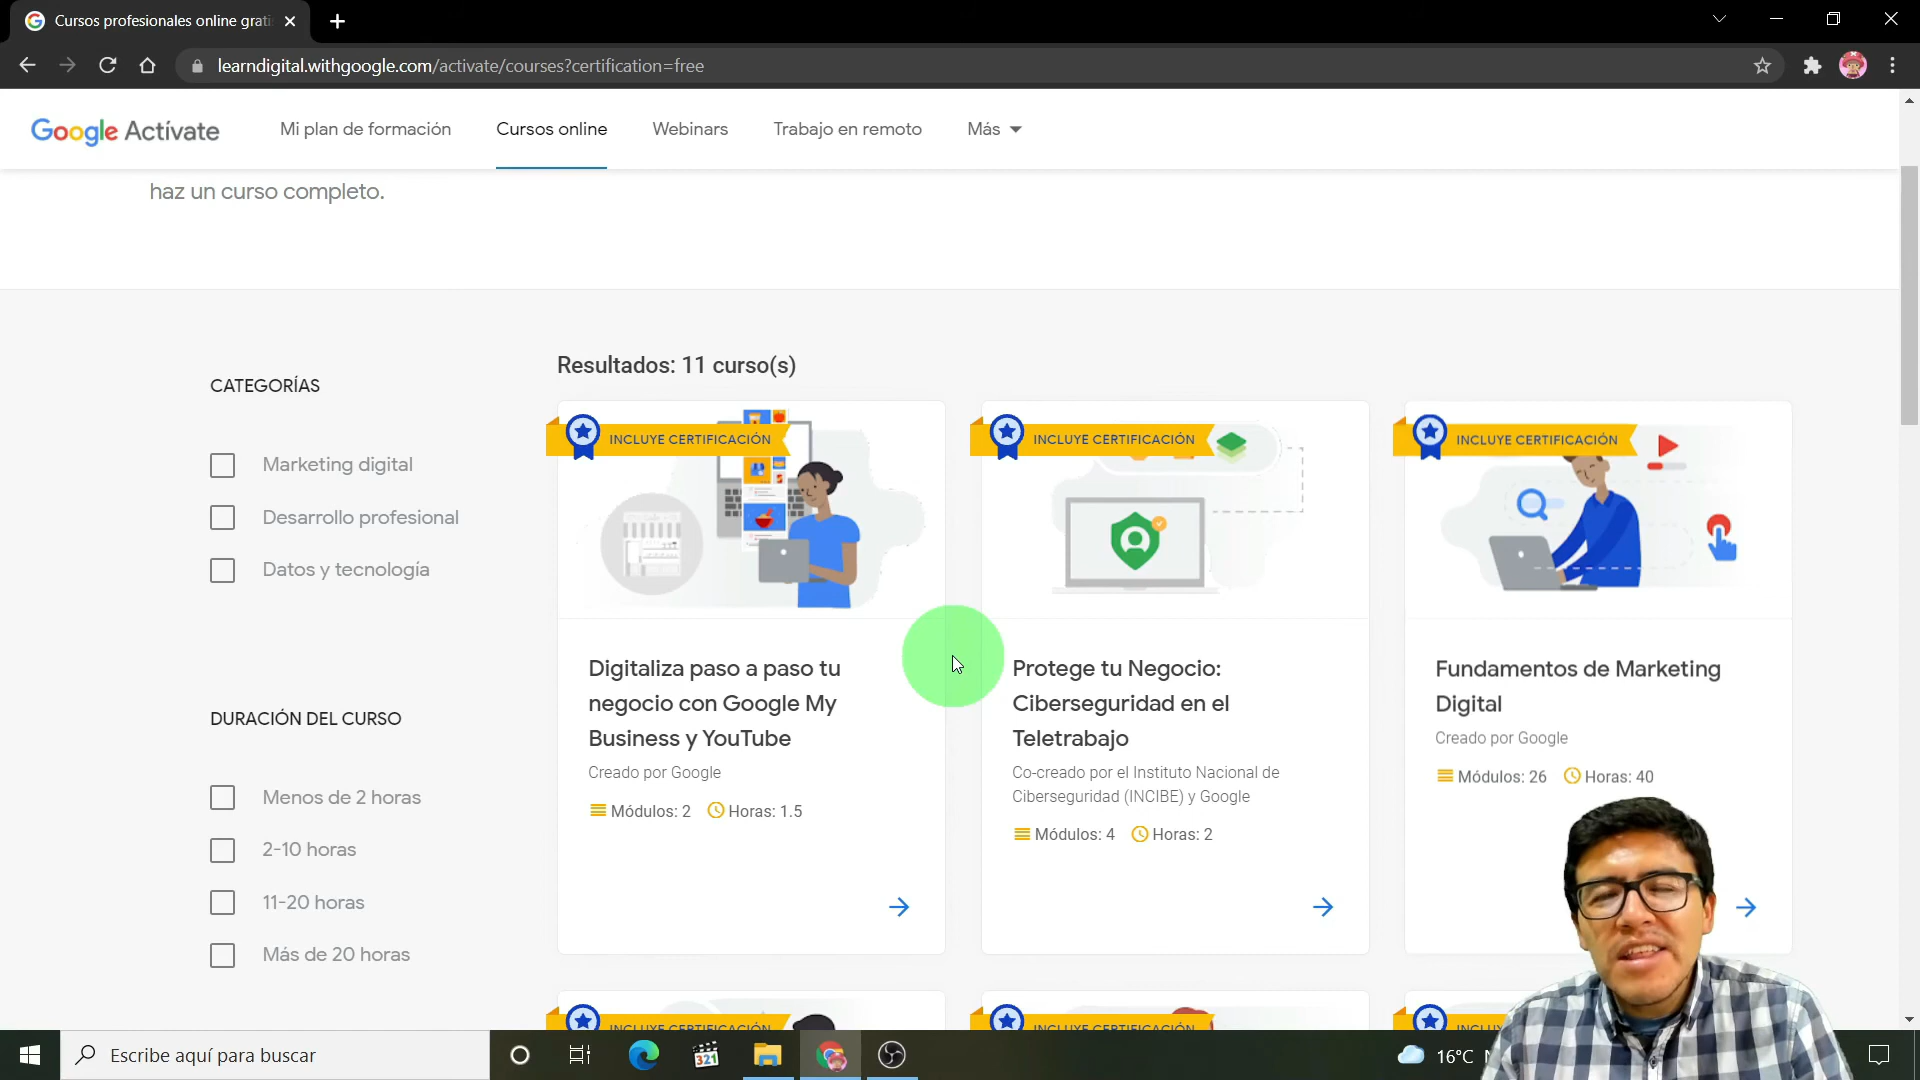 Cursos profesionales online grati
learndigital.withgoogle.com/activate/courses?certification=free
Google Actívate
Mi plan de formación
Cursos online
Webinars
Trabajo en remoto
Más
haz un curso completo.
CATEGORÍAS
Marketing digital
Desarrollo profesional
Datos y tecnología
DURACIÓN DEL CURSO
Menos de 2 horas
2-10 horas
11-20 horas
Más de 20 horas
Resultados: 11 curso(s)
INCLUYE CERTIFICACIÓN
Digitaliza paso a paso tu
negocio con Google My
Business y YouTube
Creado por Google
Módulos: 2 Horas: 1.5
INCLUYE CERTIFICACIÓN
Protege tu Negocio:
Ciberseguridad en el
Teletrabajo
Co-creado por el Instituto Nacional de
Ciberseguridad (INCIBE) y Google
Módulos: 4 Horas: 2
INCLUYE CERTIFICACIÓN
Fundamentos de Marketing
Digital
Creado por Google
Módulos: 26 Horas: 40
INCLUYE CERTIFICACIÓN
INCLUYE CERTIFICACIÓN
INCLU
Escribe aquí para buscar
321
16°C